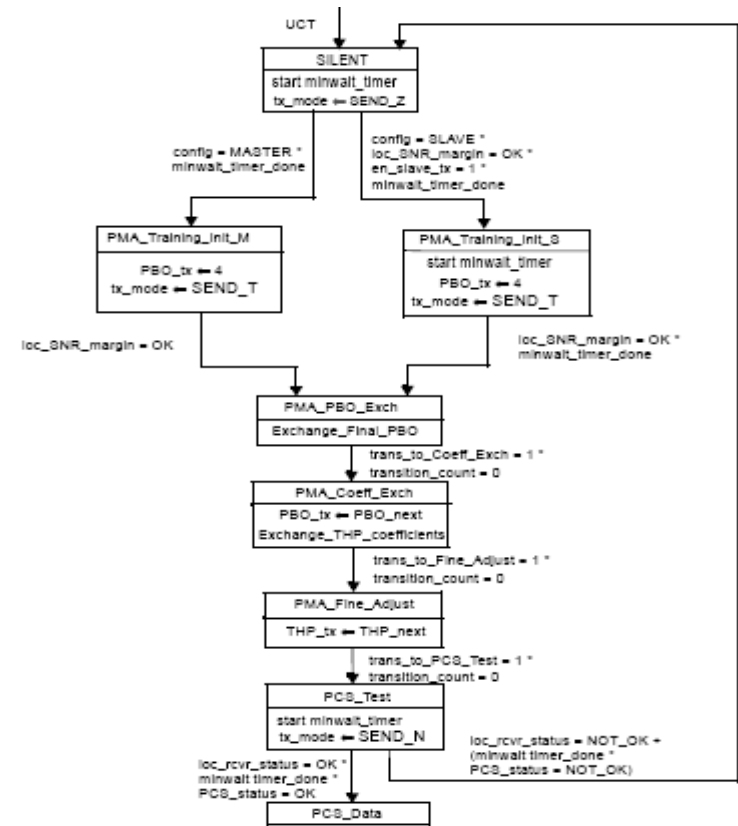 UCT
SILENT
start minwait_timer
tx_mode ⇐ SEND_Z
config = MASTER *
minwait_timer_done
config = SLAVE *
loc_SNR_margin = OK *
en_slave_tx = 1 *
minwait_timer_done
PMA_Training_Init_M
PBO_tx ⇐ 4
tx_mode ⇐ SEND_T
PMA_Training_Init_S
start minwait_timer
PBO_tx ⇐ 4
tx_mode ⇐ SEND_T
loc_SNR_margin = OK
loc_SNR_margin = OK *
minwait_timer_done
PMA_PBO_Exch
Exchange_Final_PBO
trans_to_Coeff_Exch = 1 *
transition_count = 0
PMA_Coeff_Exch
PBO_tx ⇐ PBO_next
Exchange_THP_coefficients
trans_to_Fine_Adjust = 1 *
transition_count = 0
PMA_Fine_Adjust
THP_tx ⇐ THP_next
trans_to_PCS_Test = 1 *
transition_count = 0
PCS_Test
start minwait_timer
tx_mode ⇐ SEND_N
loc_rcvr_status = OK *
minwait timer_done *
PCS_status = OK
loc_rcvr_status = NOT_OK +
(minwait timer_done *
PCS_status = NOT_OK)
PCS_Data